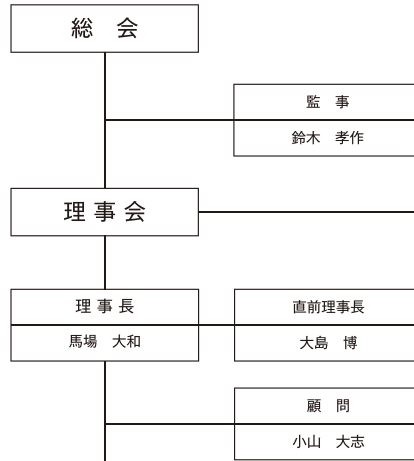 総　会
監　事
鈴木　孝作
理 事 会
理 事 長
馬場　大和
直前理事長
大島　博
顧　問
小山　大志